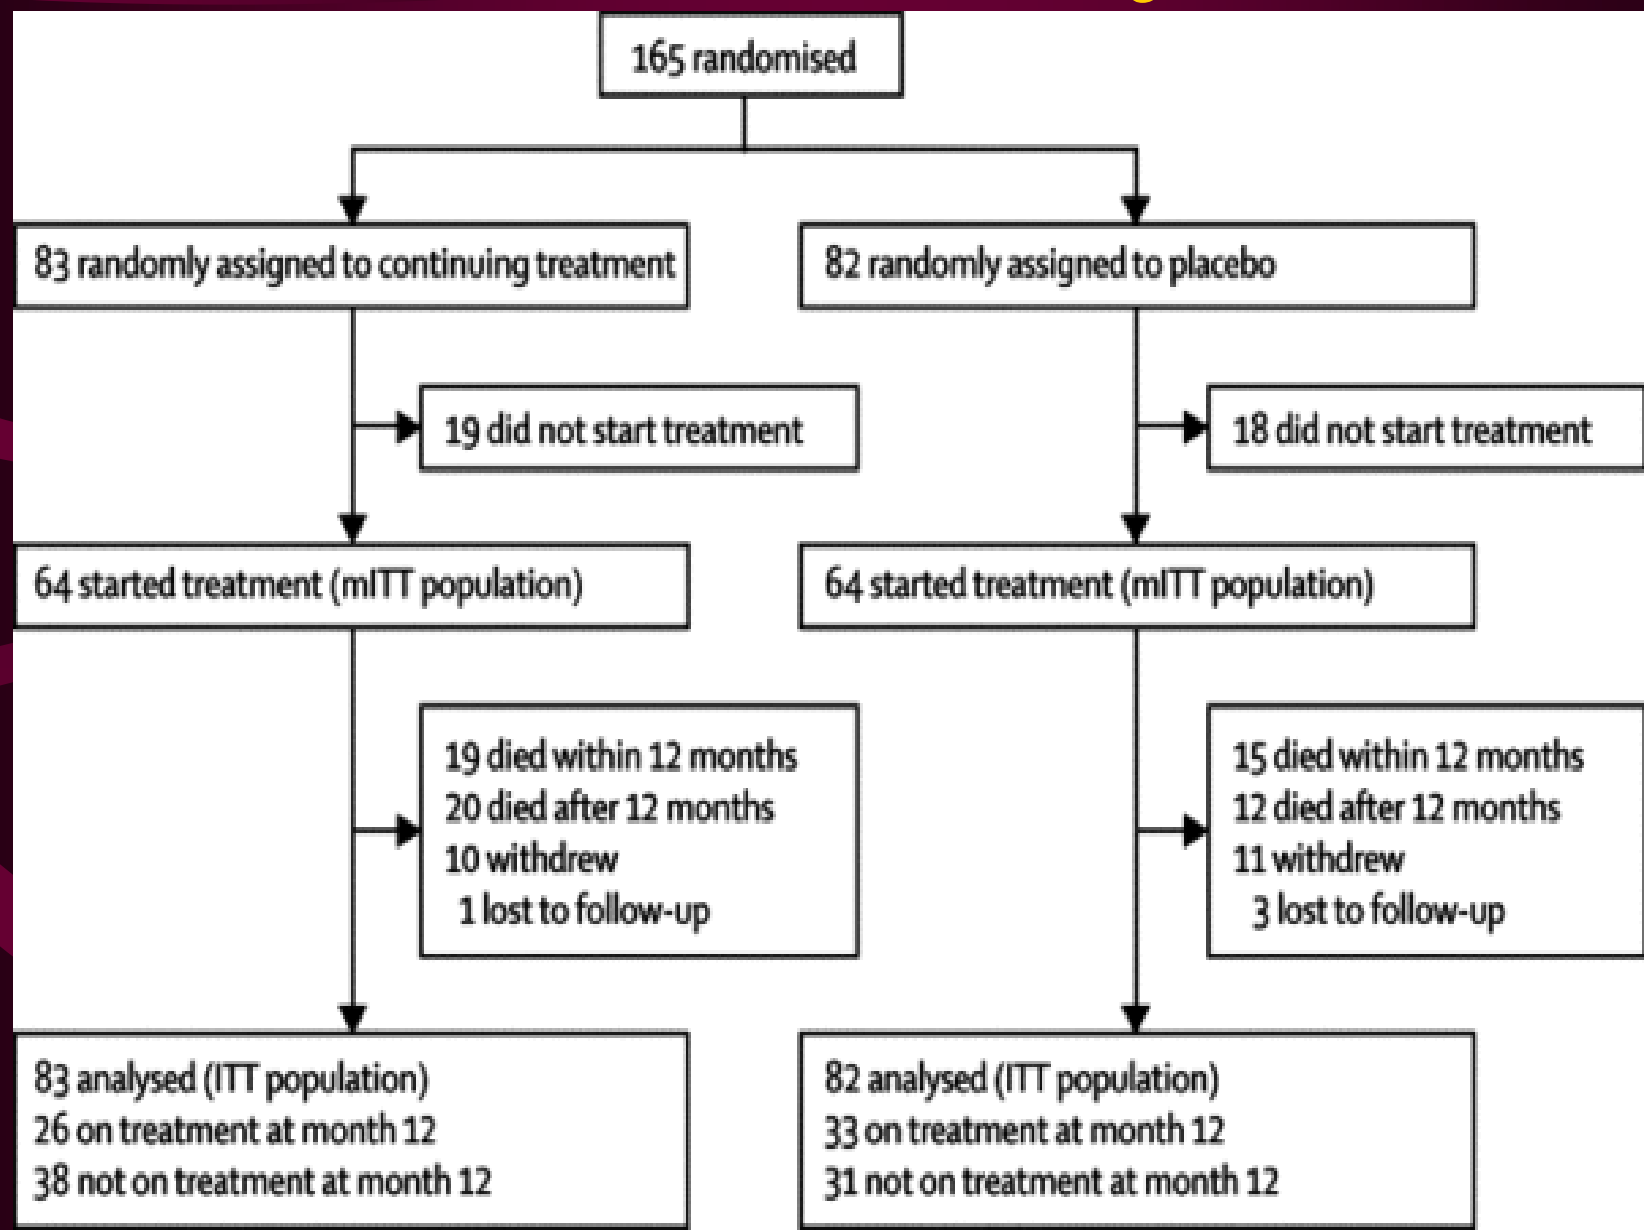 165 randomised
83 randomly assigned to continuing treatment
82 randomly assigned to placebo
19 did not start treatment
18 did not start treatment
64 started treatment (mITT population)
64 started treatment (mITT population)
19 died within 12 months
20 died after 12 months
10 withdrew
1 lost to follow-up
15 died within 12 months
12 died after 12 months
11 withdrew
3 lost to follow-up
83 analysed (ITT population)
26 on treatment at month 12
38 not on treatment at month 12
82 analysed (ITT population)
33 on treatment at month 12
31 not on treatment at month 12